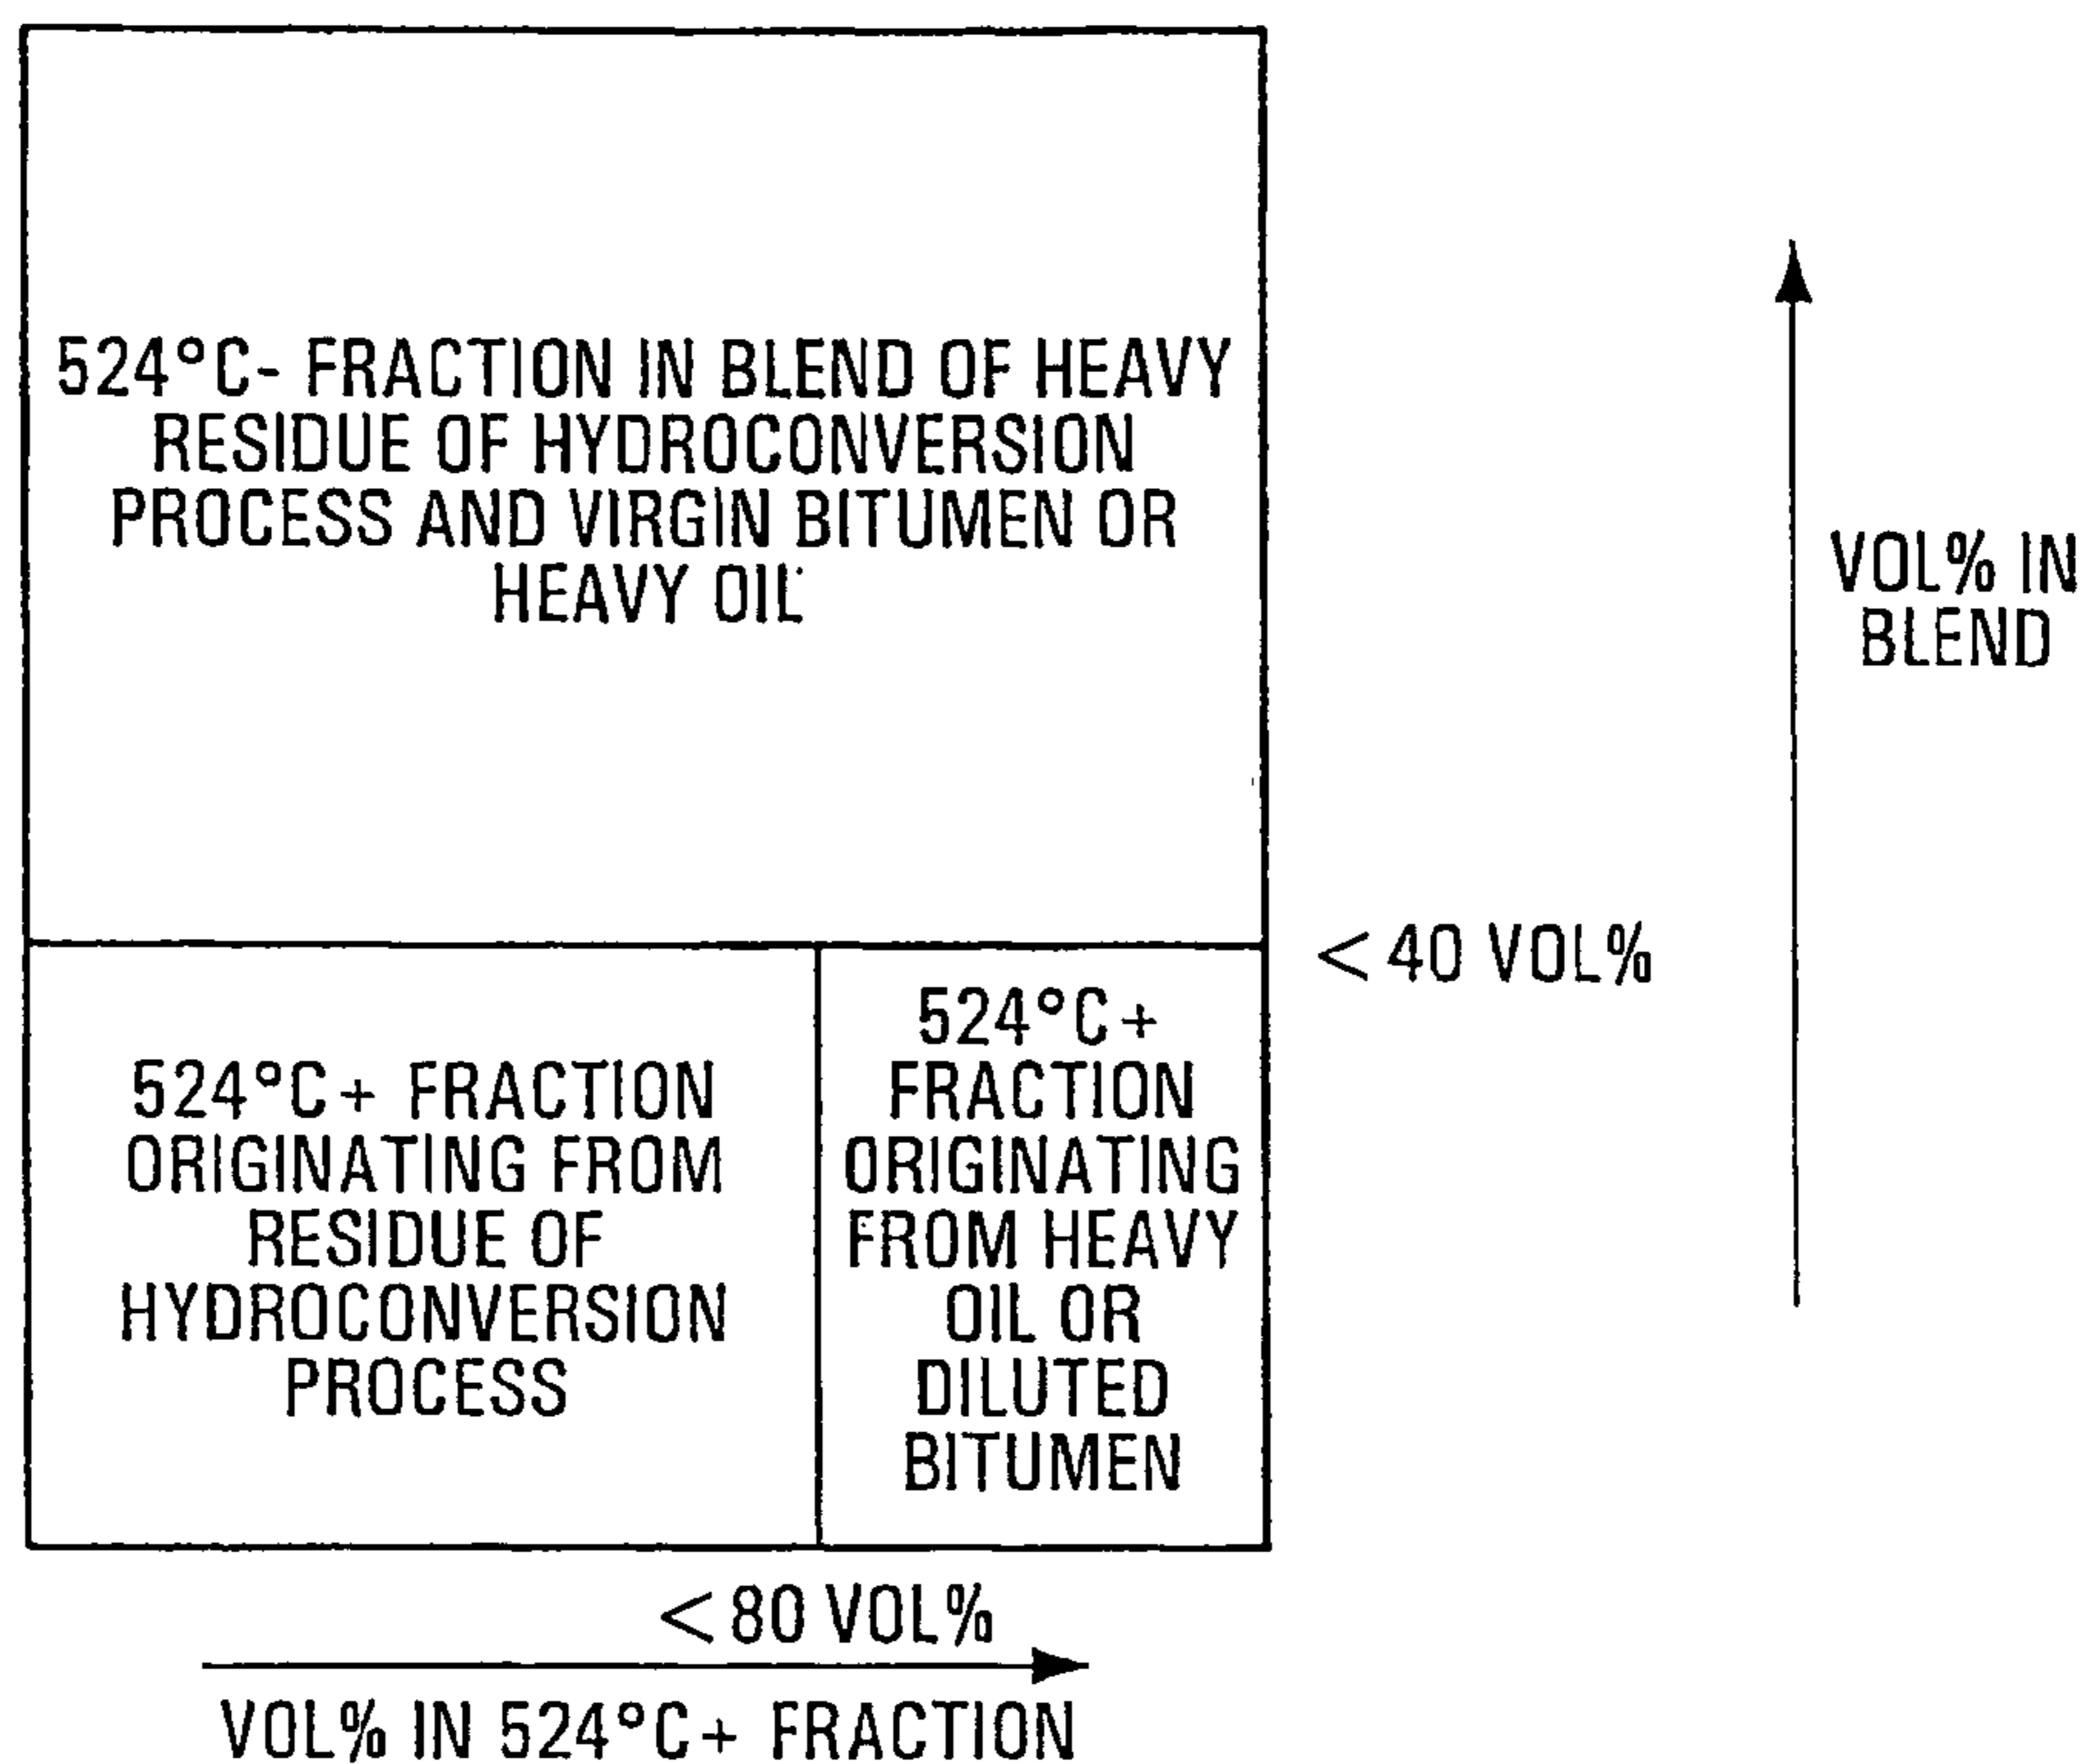 524°C- FRACTION IN BLEND OF HEAVY
RESIDUE OF HYDROCONVERSION
PROCESS AND VIRGIN BITUMEN OR
HEAVY OIL
VOL% IN
BLEND
<40 VOL%
524°C+ FRACTION
ORIGINATING FROM
RESIDUE OF
HYDROCONVERSION
PROCESS
524°C+
FRACTION
ORIGINATING
FROM HEAVY
OIL OR
DILUTED
BITUMEN
<80 VOL%
VOL% IN 524°C+ FRACTION